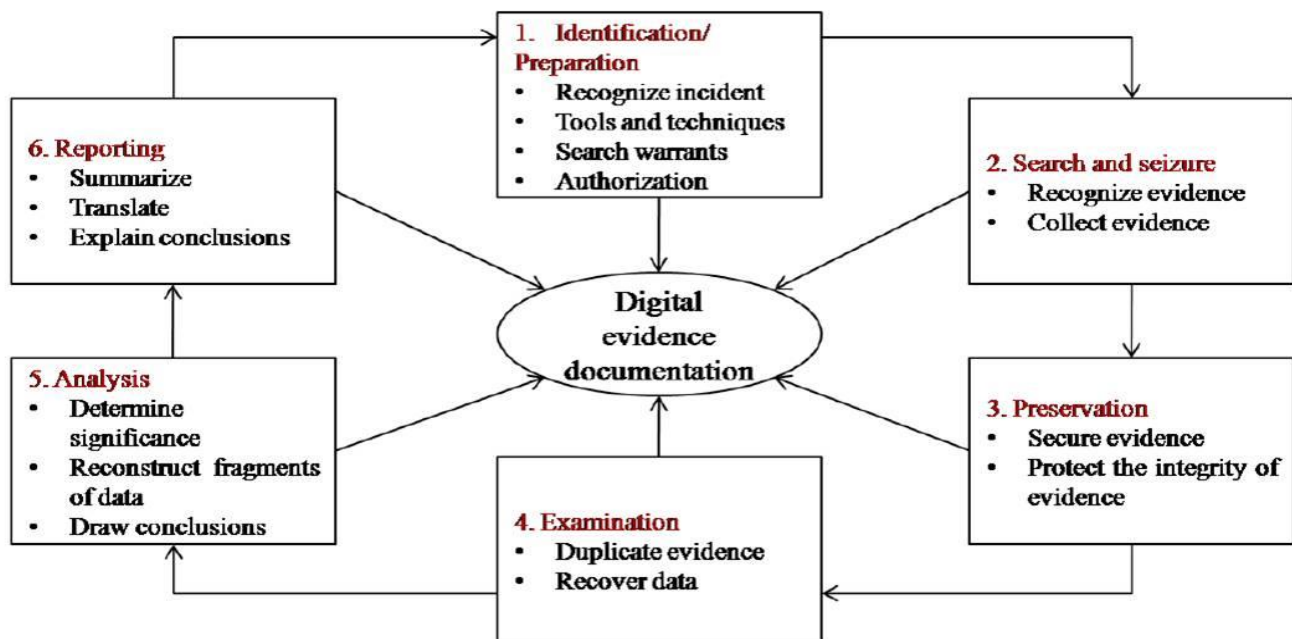 1. Identification/
Preparation
• Recognize incident
• Tools and techniques
• Search warrants
• Authorization
2. Search and seizure
• Recognize evidence
• Collect evidence
3. Preservation
• Secure evidence
• Protect the integrity of
evidence
4. Examination
• Duplicate evidence
• Recover data
5. Analysis
• Determine
significance
• Reconstruct fragments
of data
• Draw conclusions
6. Reporting
• Summarize
• Translate
• Explain conclusions
Digital
evidence
documentation